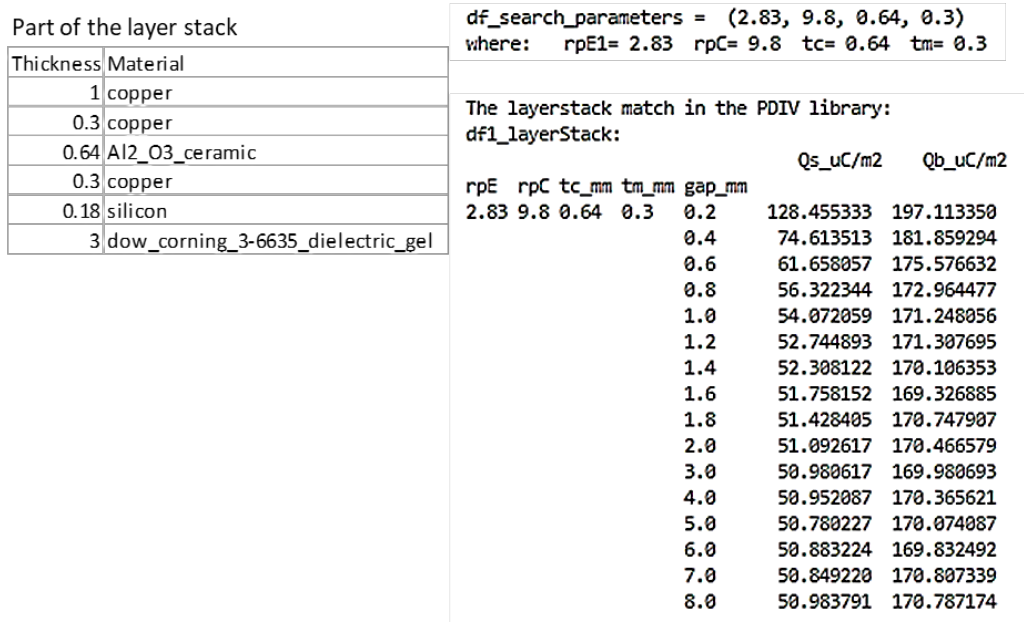 Part of the layer stack
Thickness Material
1 copper
0.3 copper
0.64 Al2_O3_ceramic
0.3 copper
0.18 silicon
3 dow_corning_3-6635_dielectric_gel
df_search_parameters = (2.83, 9.8, 0.64, 0.3)
where: rpE1= 2.83 rpC= 9.8 tc= 0.64 tm= 0.3
The layerstack match in the PDIV library:
df1_layerStack:
Qs_uC/m2 Qb_uC/m2
rpE rpC tc_mm tm_mm gap_mm
2.83 9.8 0.64 0.3 0.2 128.455333 197.113350
0.4 74.613513 181.859294
0.6 61.658057 175.576632
0.8 56.322344 172.964477
1.0 54.072059 171.248056
1.2 52.744893 171.307695
1.4 52.308122 170.106353
1.6 51.758152 169.326885
1.8 51.428405 170.747907
2.0 51.092617 170.466579
3.0 50.980617 169.980693
4.0 50.952087 170.365621
5.0 50.780227 170.074087
6.0 50.883224 169.832492
7.0 50.849220 170.807339
8.0 50.983791 170.787174